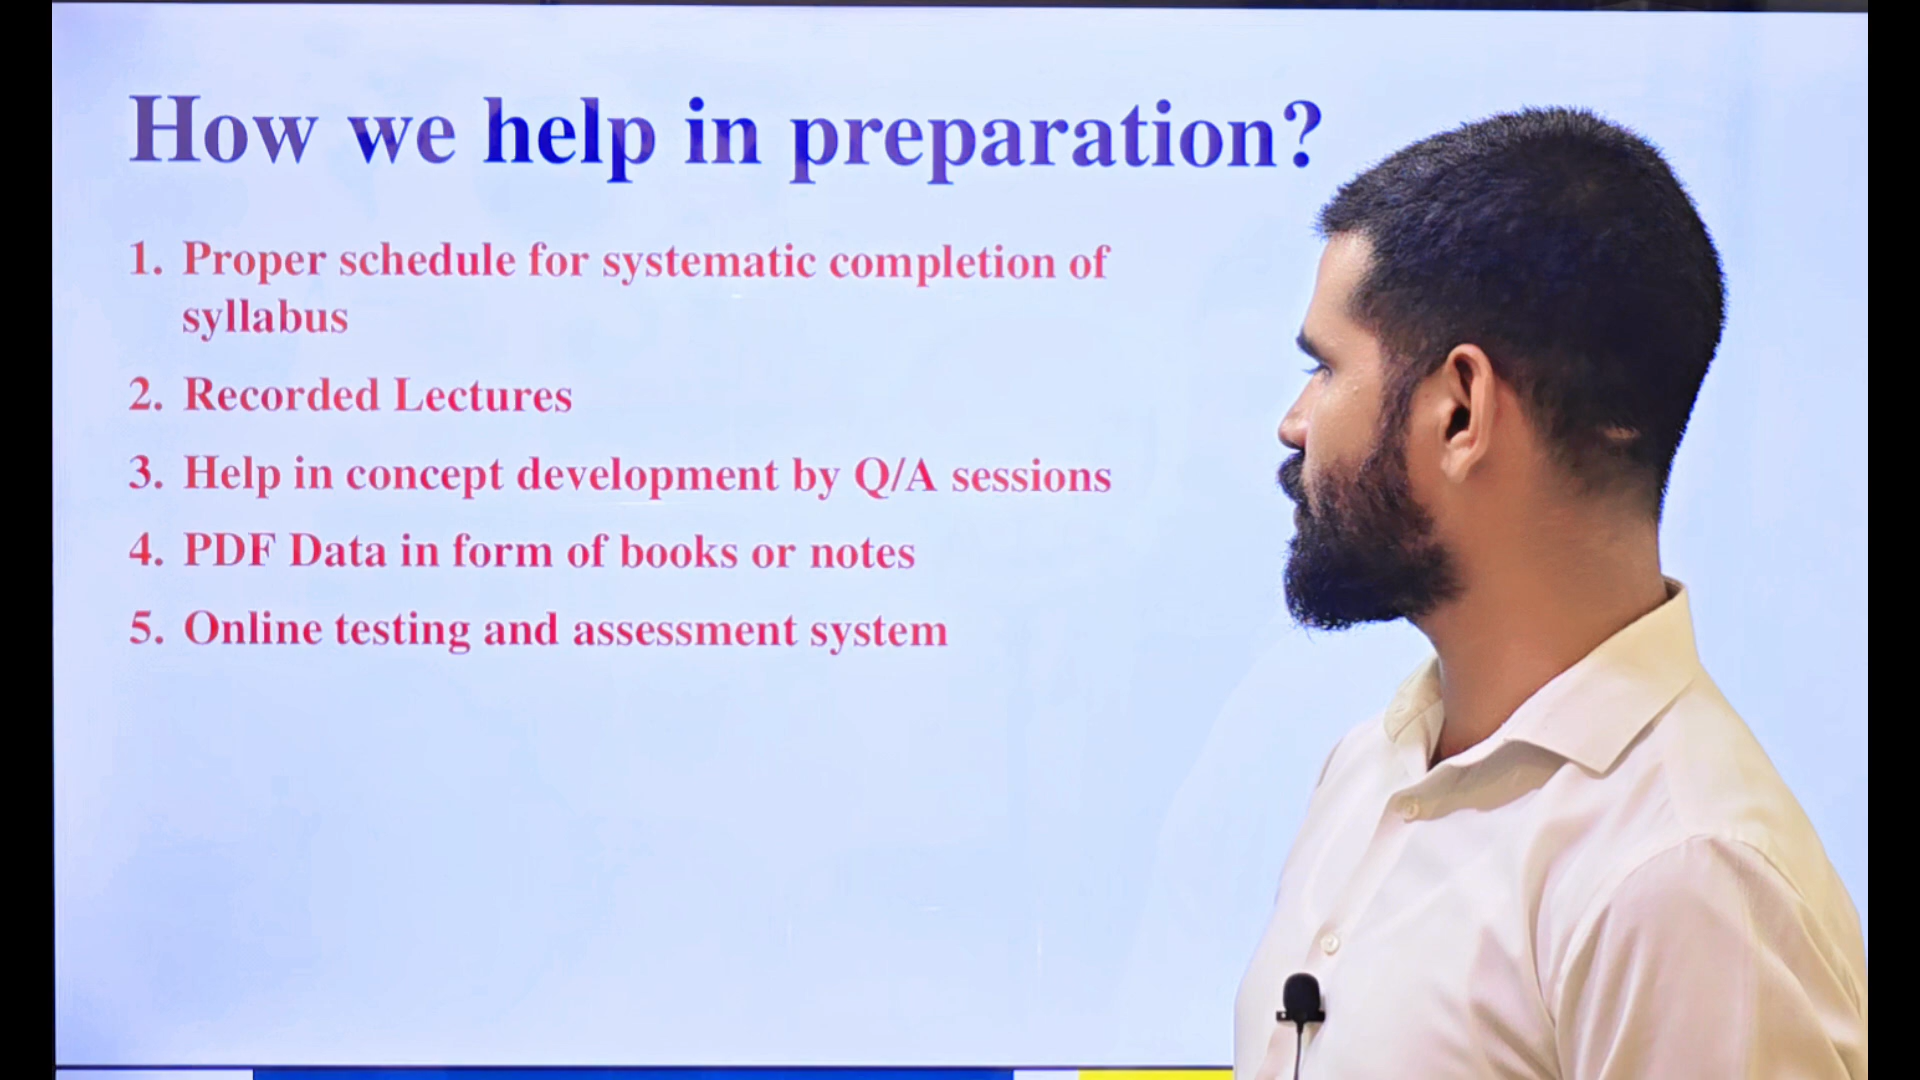 How we help in preparation?
1. Proper schedule for systematic completion of
syllabus
2. Recorded Lectures
3. Help in concept development by Q/A sessions
4. PDF Data in form of books or notes
5. Online testing and assessment system